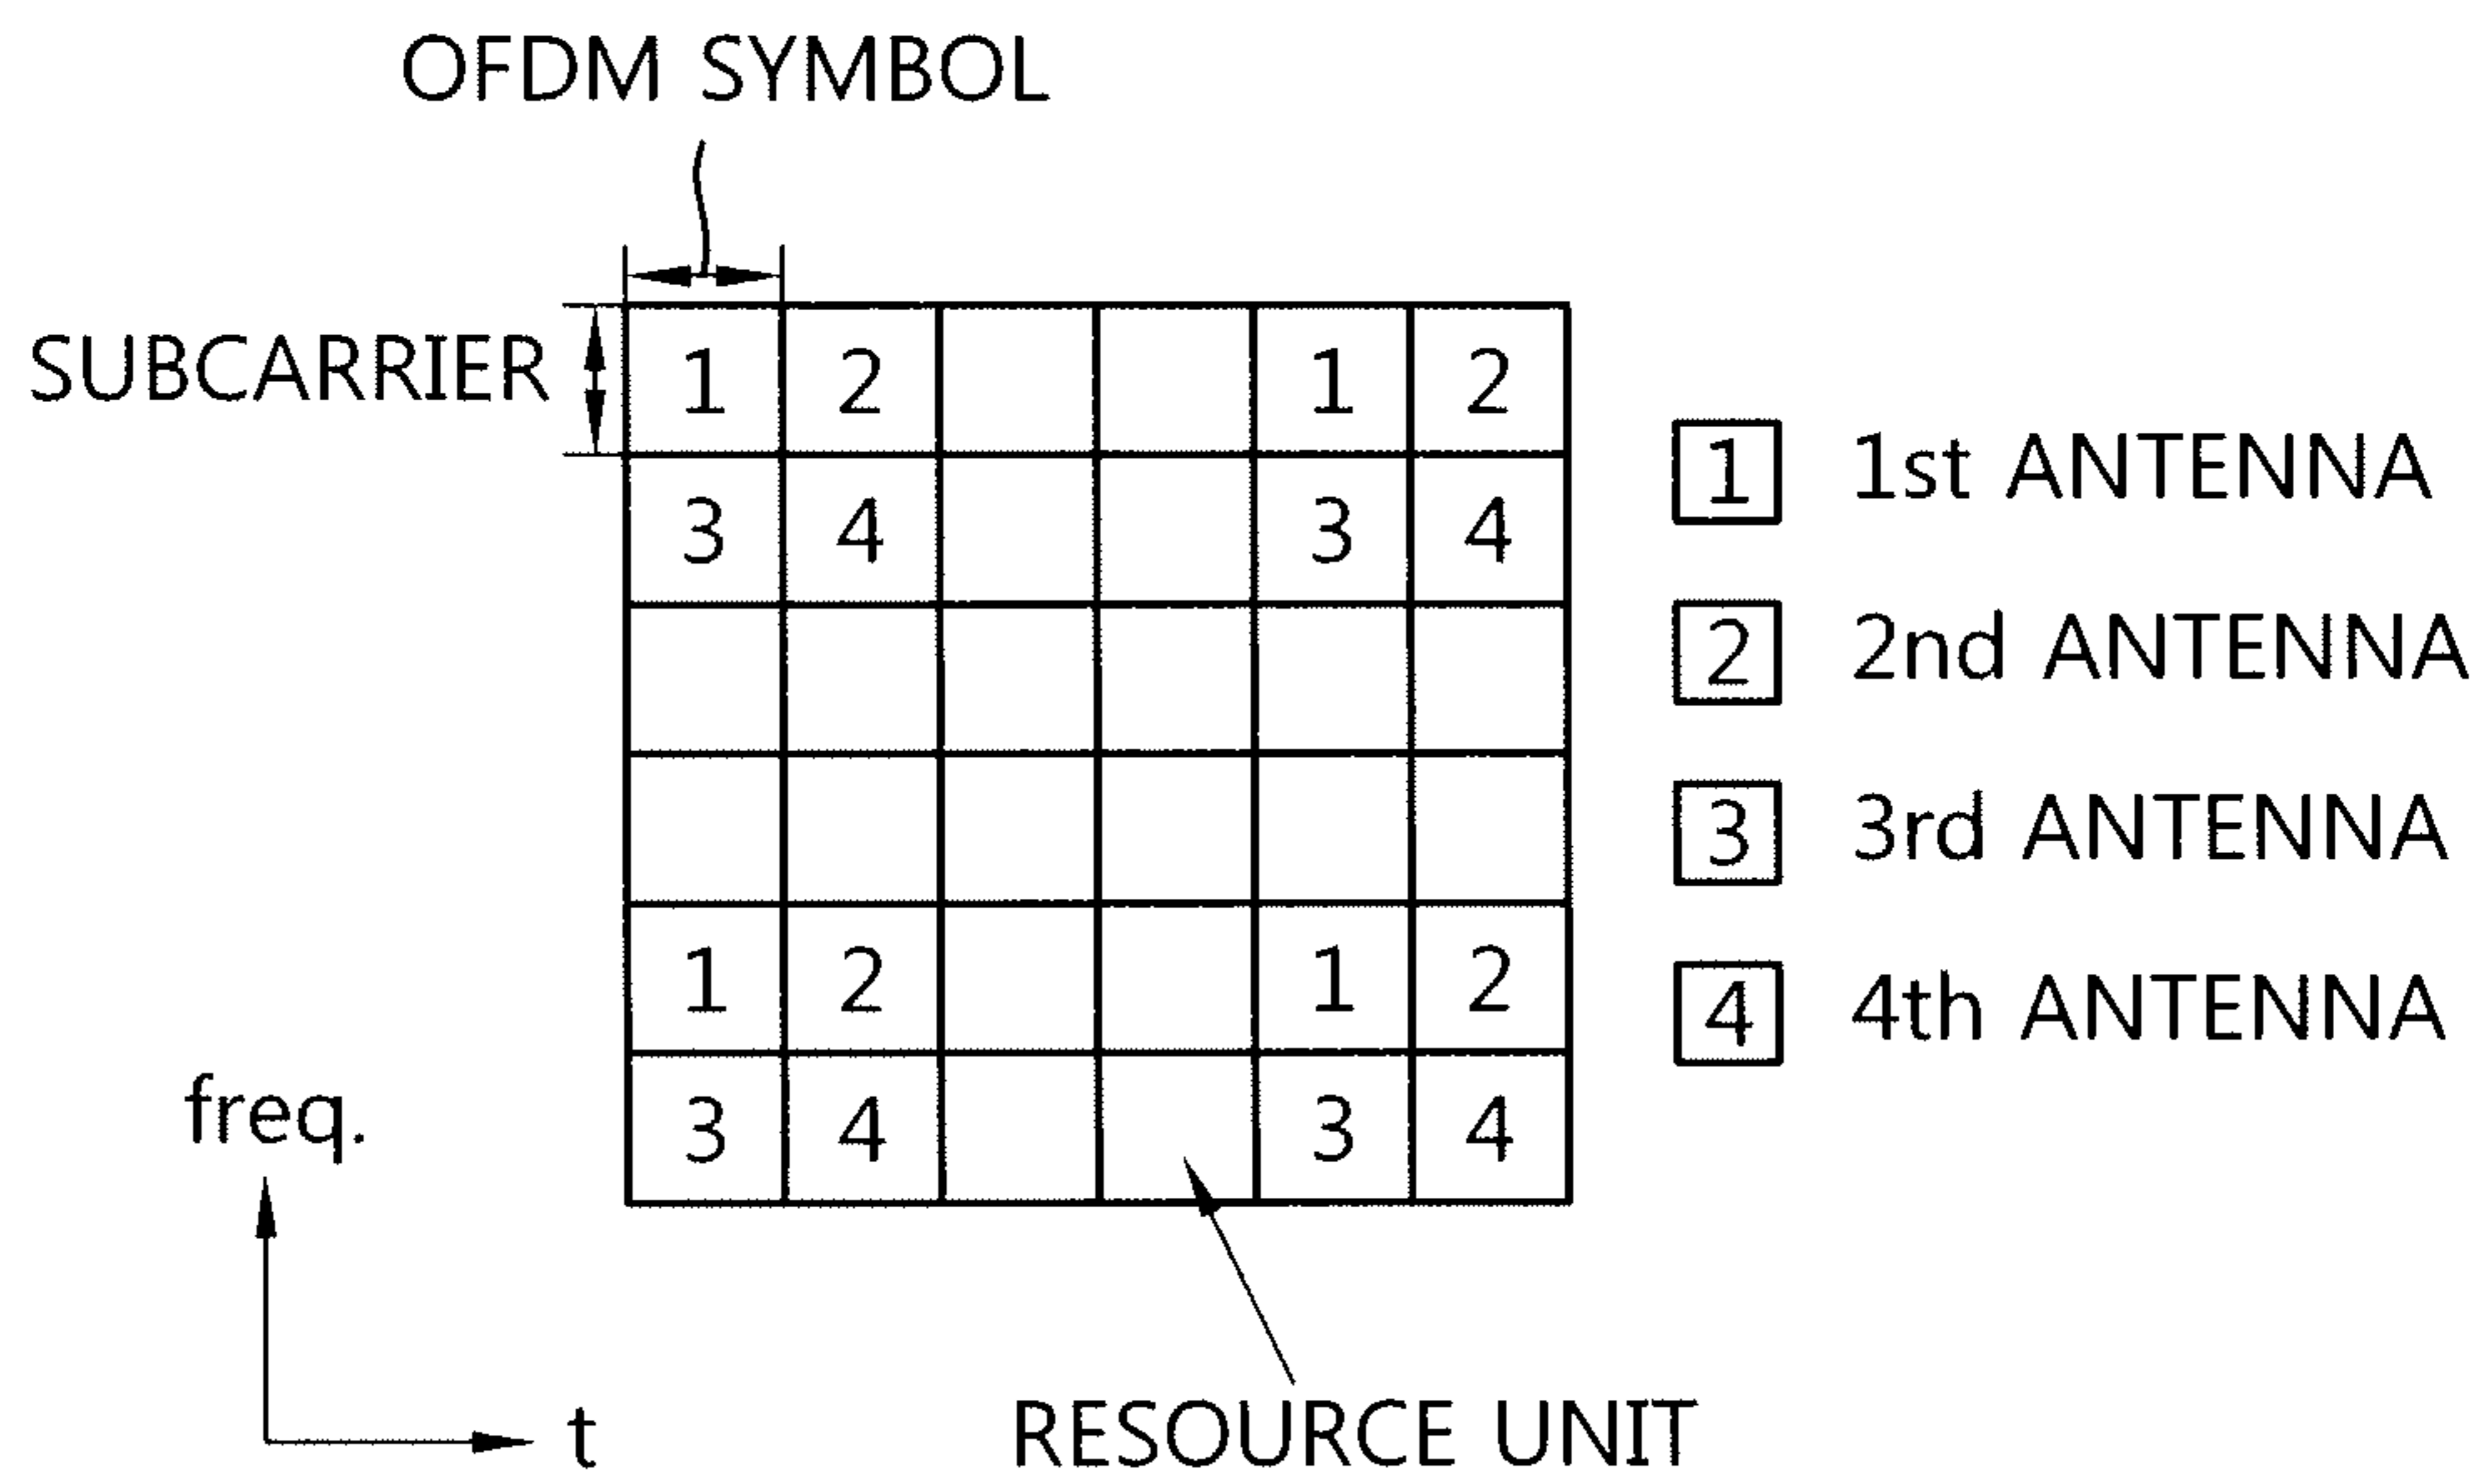 OFDM SYMBOL
SUBCARRIER
1 2 1 2
3 4 3 4
1 2 1 2
3 4 3 4
1 1st ANTENNA
2 2nd ANTENNA
3 3rd ANTENNA
4 4th ANTENNA
freq.
t
RESOURCE UNIT